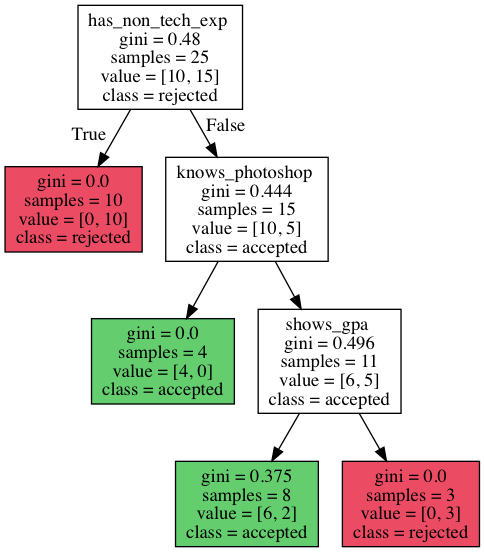 has_non_tech_exp
gini = 0.48
samples = 25
value = [10, 15]
class = rejected
True
False
gini = 0.0
samples = 10
value = [0, 10]
class = rejected
knows_photoshop
gini = 0.444
samples = 15
value = [10, 5]
class = accepted
gini = 0.0
samples = 4
value = [4, 0]
class = accepted
shows_gpa
gini = 0.496
samples = 11
value = [6, 5]
class = accepted
gini = 0.375
samples = 8
value = [6, 2]
class = accepted
gini = 0.0
samples = 3
value = [0, 3]
class = rejected